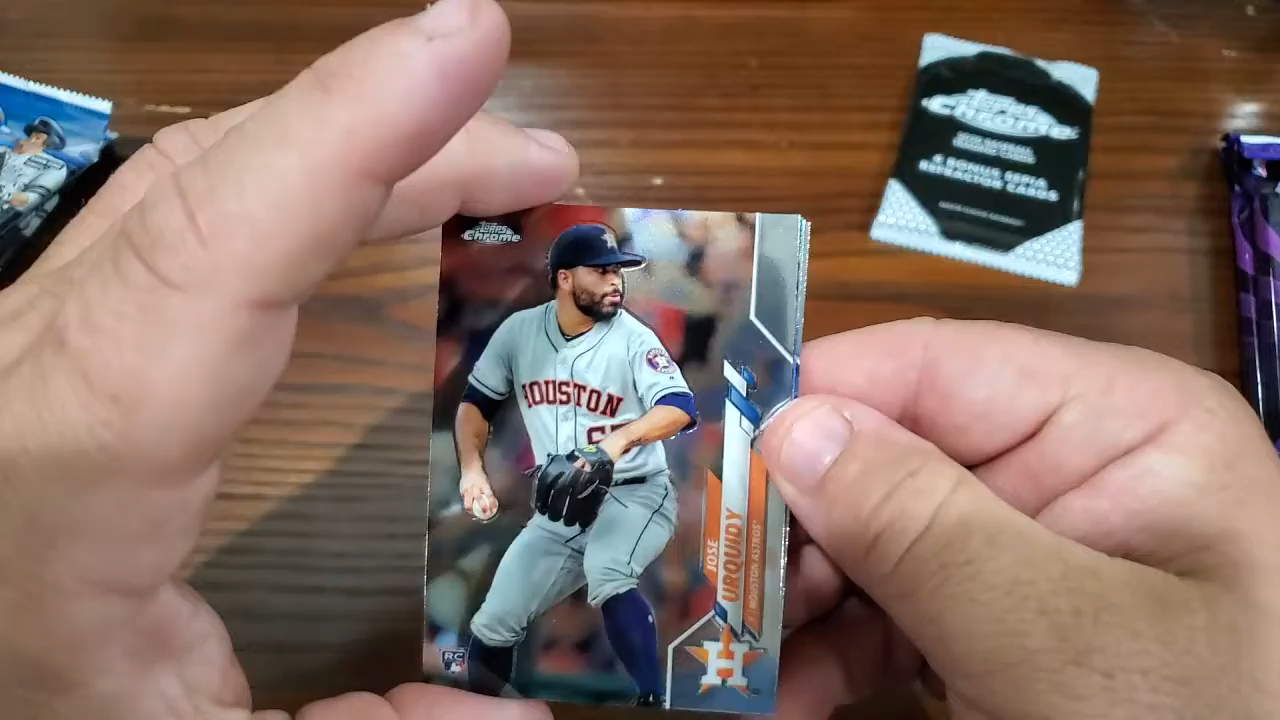 Topps
Chrome
HOUSTON
JOSE
URQUIDY
HOUSTON ASTROS
H
RC
Topps
Chrome
4 BONUS SEPIA
REFRACTOR CARDS